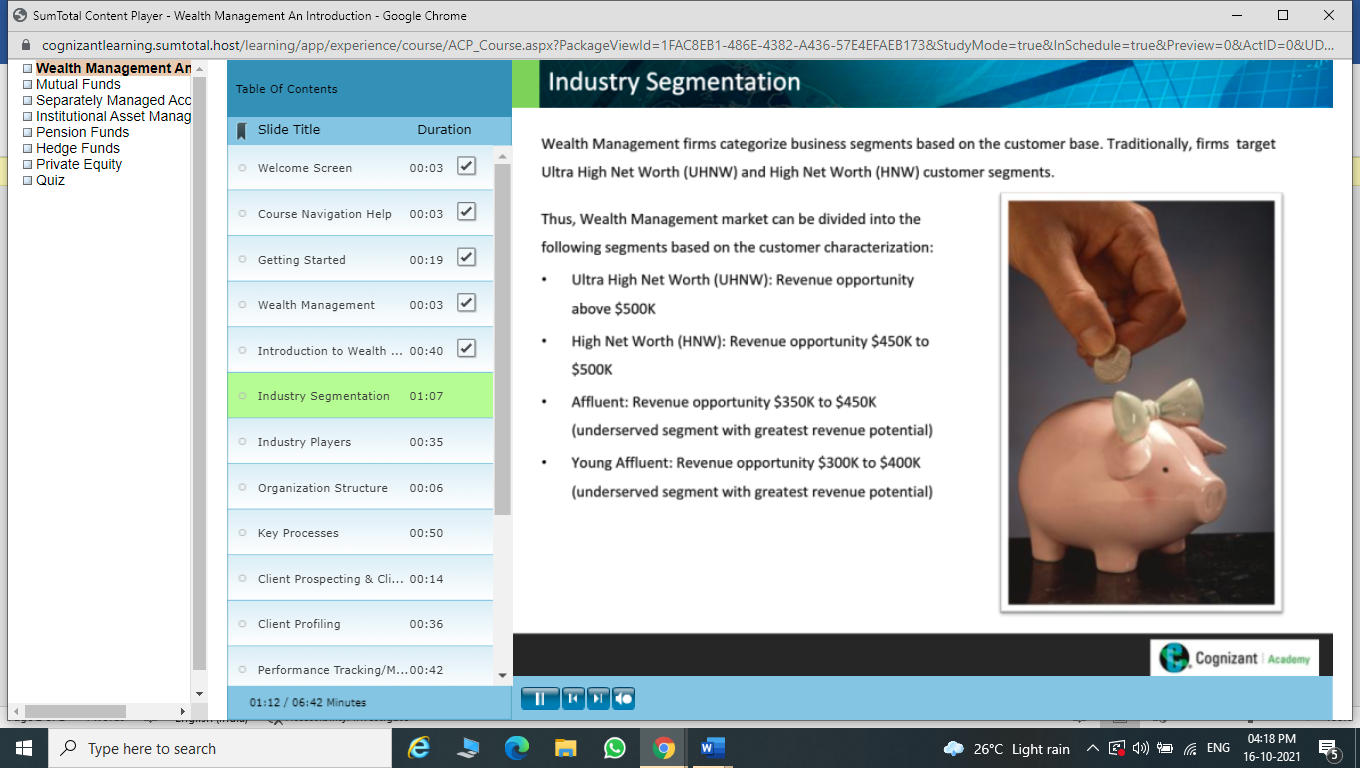 SumTotal Content Player - Wealth Management An Introduction - Google Chrome
cognizantlearning.sumtotal.host/learning/app/experience/course/ACP_Course.aspx?PackageViewId=1FAC8EB1-486E-4382-A436-57E4EFAEB173&StudyMode=true&InSchedule=true&Preview=0&ActID=0&UD...
Wealth Management An
Mutual Funds
Separately Managed Acc
Institutional Asset Manag
Pension Funds
Hedge Funds
Private Equity
Quiz
Table Of Contents
Slide Title Duration
Welcome Screen 00:03
Course Navigation Help 00:03
Getting Started 00:19
Wealth Management 00:03
Introduction to Wealth ... 00:40
Industry Segmentation 01:07
Industry Players 00:35
Organization Structure 00:06
Key Processes 00:50
Client Prospecting & Cli... 00:14
Client Profiling 00:36
Performance Tracking/M... 00:42
01:12 / 06:42 Minutes
Industry Segmentation
Wealth Management firms categorize business segments based on the customer base. Traditionally, firms target
Ultra High Net Worth (UHNW) and High Net Worth (HNW) customer segments.
Thus, Wealth Management market can be divided into the
following segments based on the customer characterization:
• Ultra High Net Worth (UHNW): Revenue opportunity
above $500K
• High Net Worth (HNW): Revenue opportunity $450K to
$500K
• Affluent: Revenue opportunity $350K to $450K
(underserved segment with greatest revenue potential)
• Young Affluent: Revenue opportunity $300K to $400K
(underserved segment with greatest revenue potential)
Cognizant | Academy
Type here to search
26°C Light rain
ENG
04:18 PM
16-10-2021
5